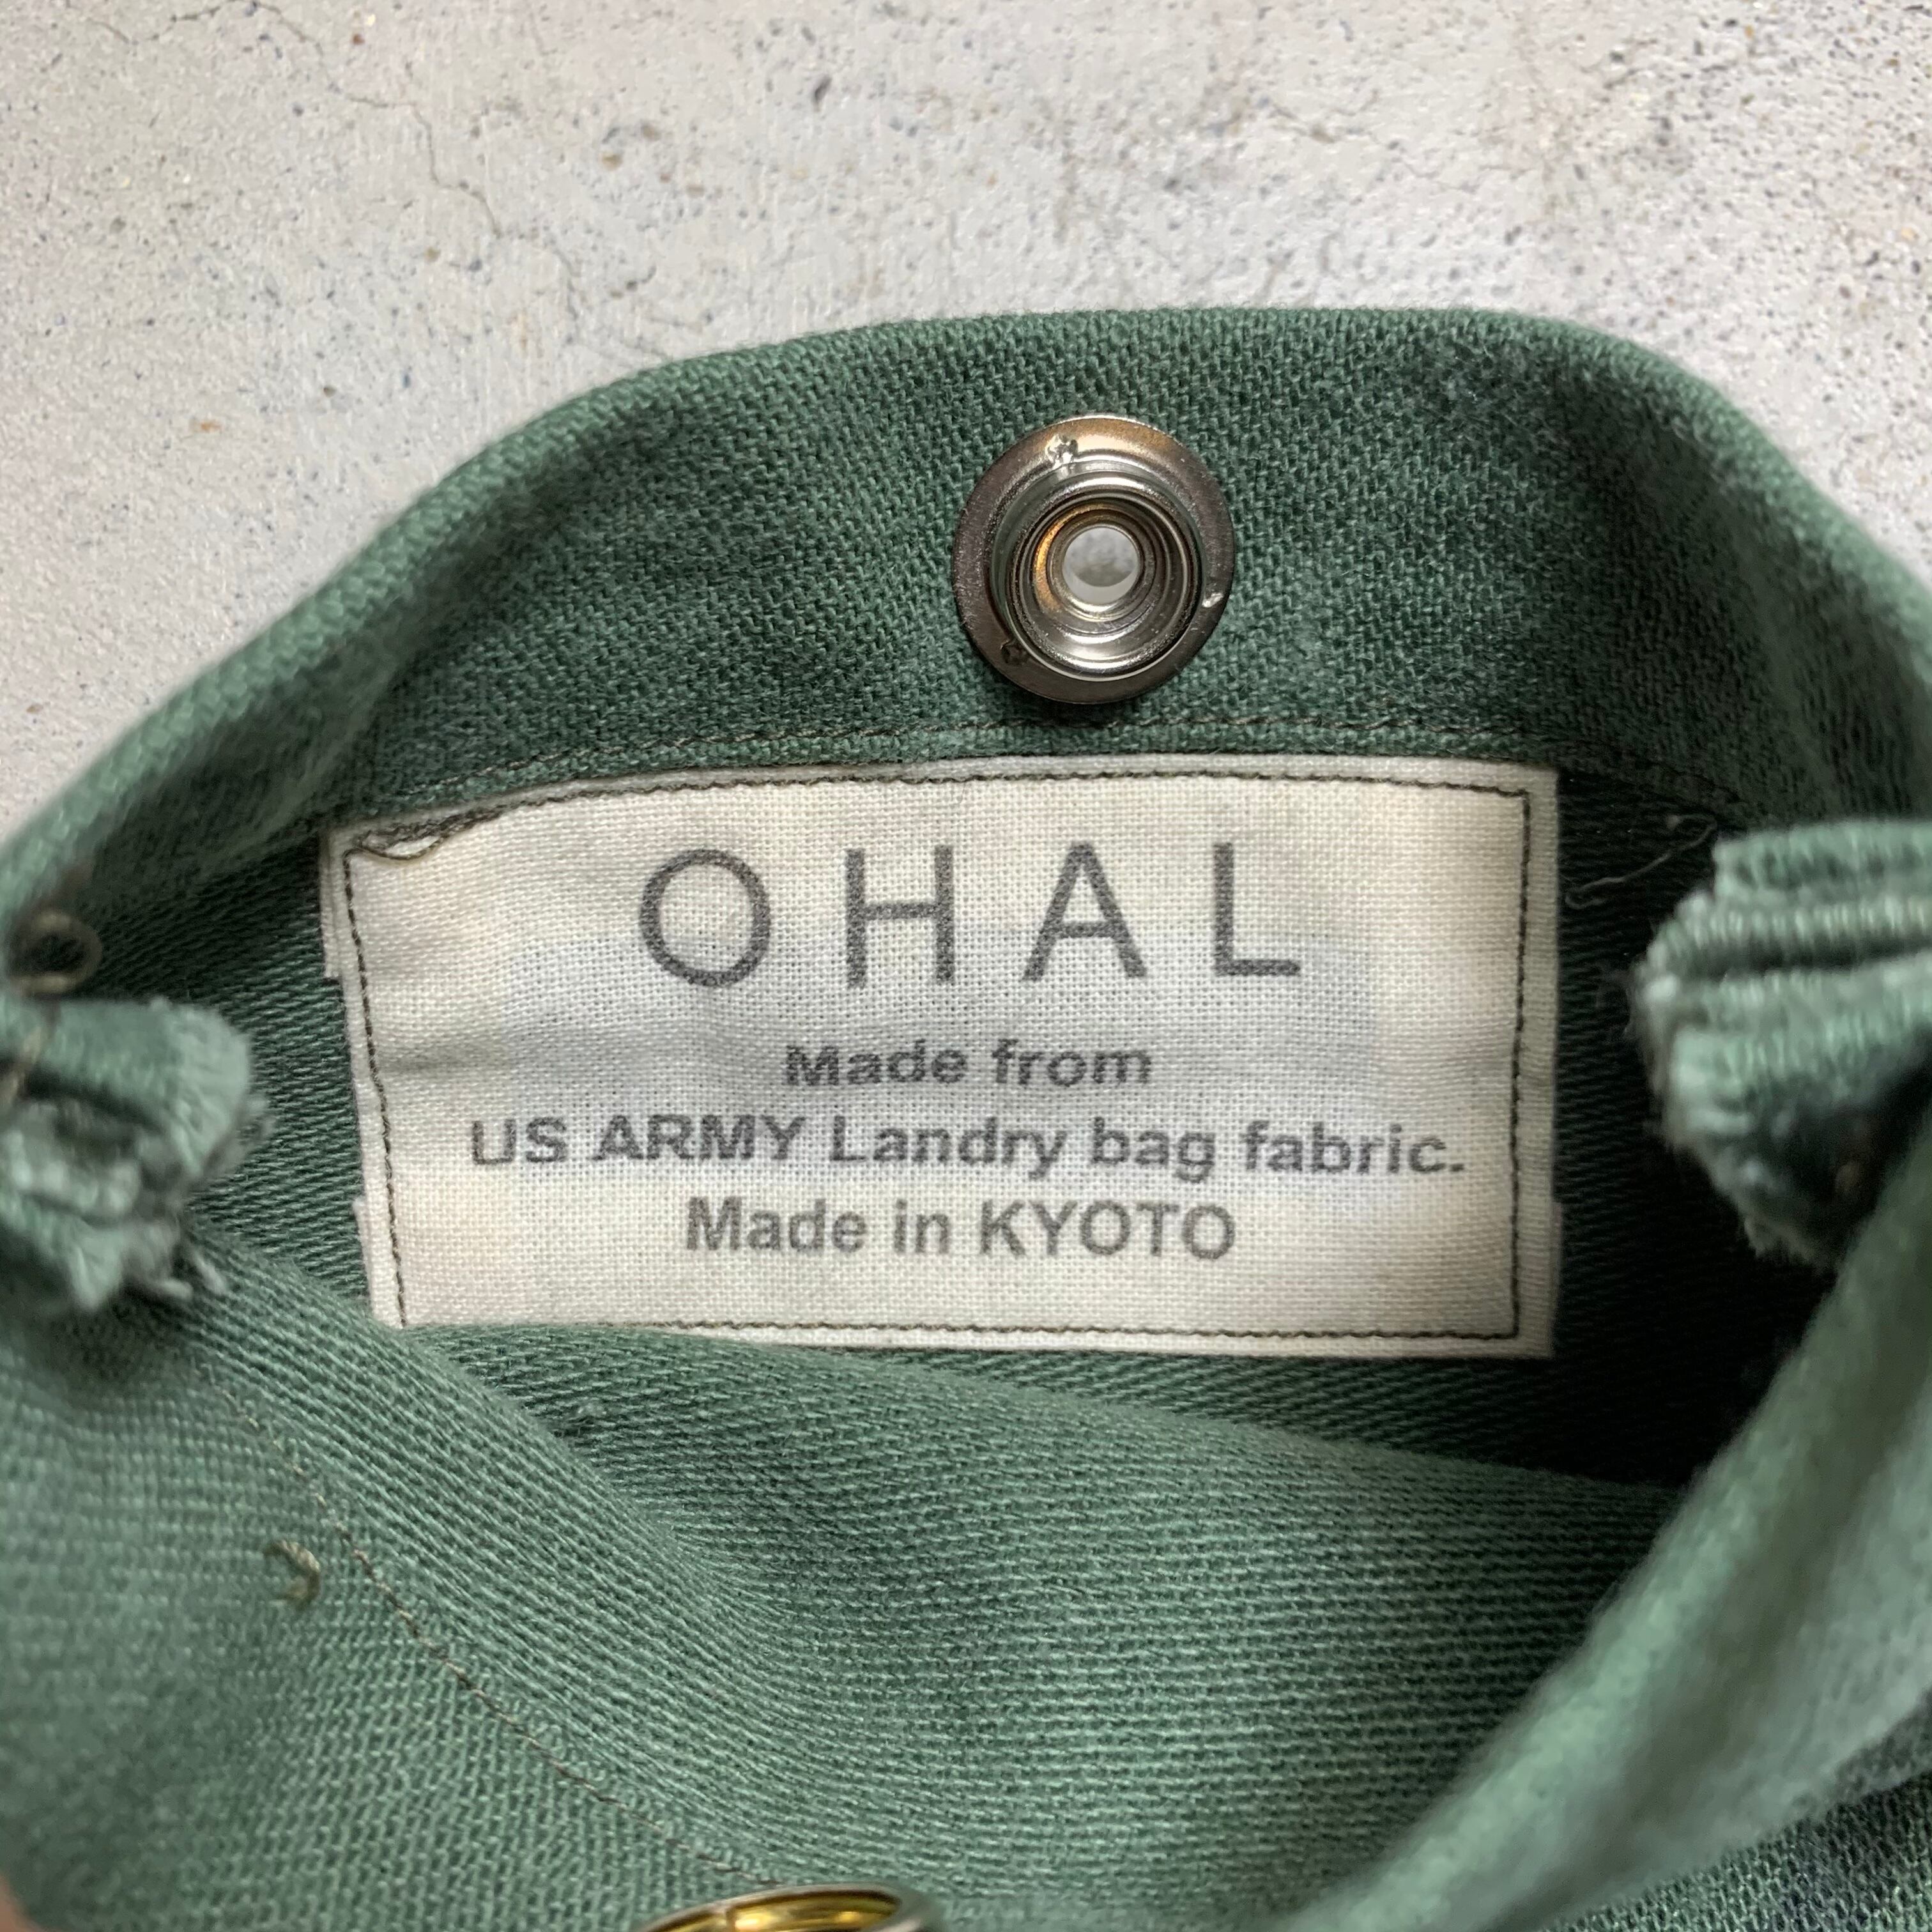 OHAL
Made from
US ARMY Landry bag fabric.
Made in KYOTO